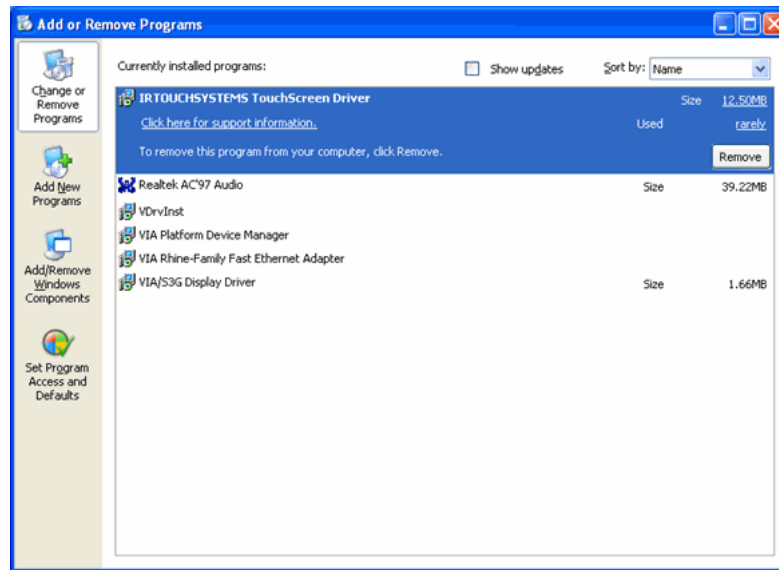 Add or Remove Programs
Change or
Remove
Programs
Add New
Programs
Add/Remove
Windows
Components
Set Program
Access and
Defaults
Currently installed programs:
Show updates
Sort by: Name
IRTOUCHSYSTEMS TouchScreen Driver Size 12.50MB
Click here for support information. Used rarely
To remove this program from your computer, click Remove. Remove
Realtek AC'97 Audio Size 39.22MB
VDrvInst
VIA Platform Device Manager
VIA Rhine-Family Fast Ethernet Adapter
VIA/S3G Display Driver Size 1.66MB